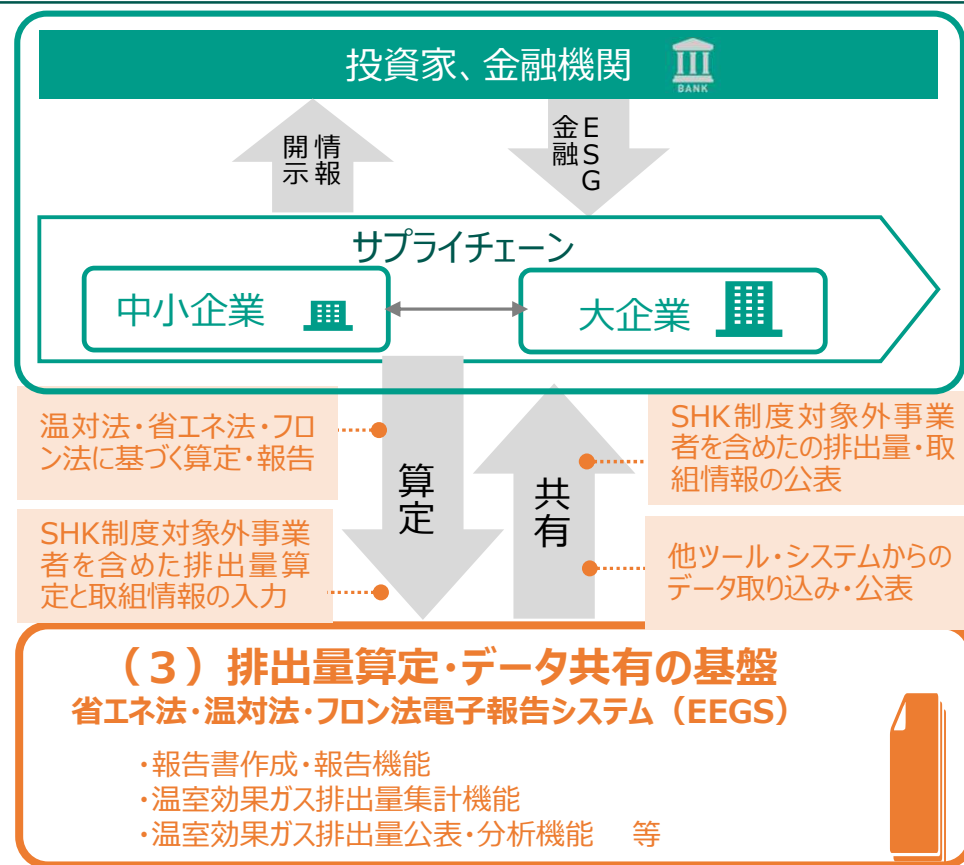 投資家、金融機関
BANK
情報
開示
ESG
金融
サプライチェーン
中小企業
大企業
温対法・省エネ法・フロ
ン法に基づく算定・報告
SHK制度対象外事業
者を含めたの排出量・取
組情報の公表
算定
共有
SHK制度対象外事業
者を含めた排出量算
定と取組情報の入力
他ツール・システムからの
データ取り込み・公表
（３）排出量算定・データ共有の基盤
省エネ法・温対法・フロン法電子報告システム（EEGS）
・報告書作成・報告機能
・温室効果ガス排出量集計機能
・温室効果ガス排出量公表・分析機能　等